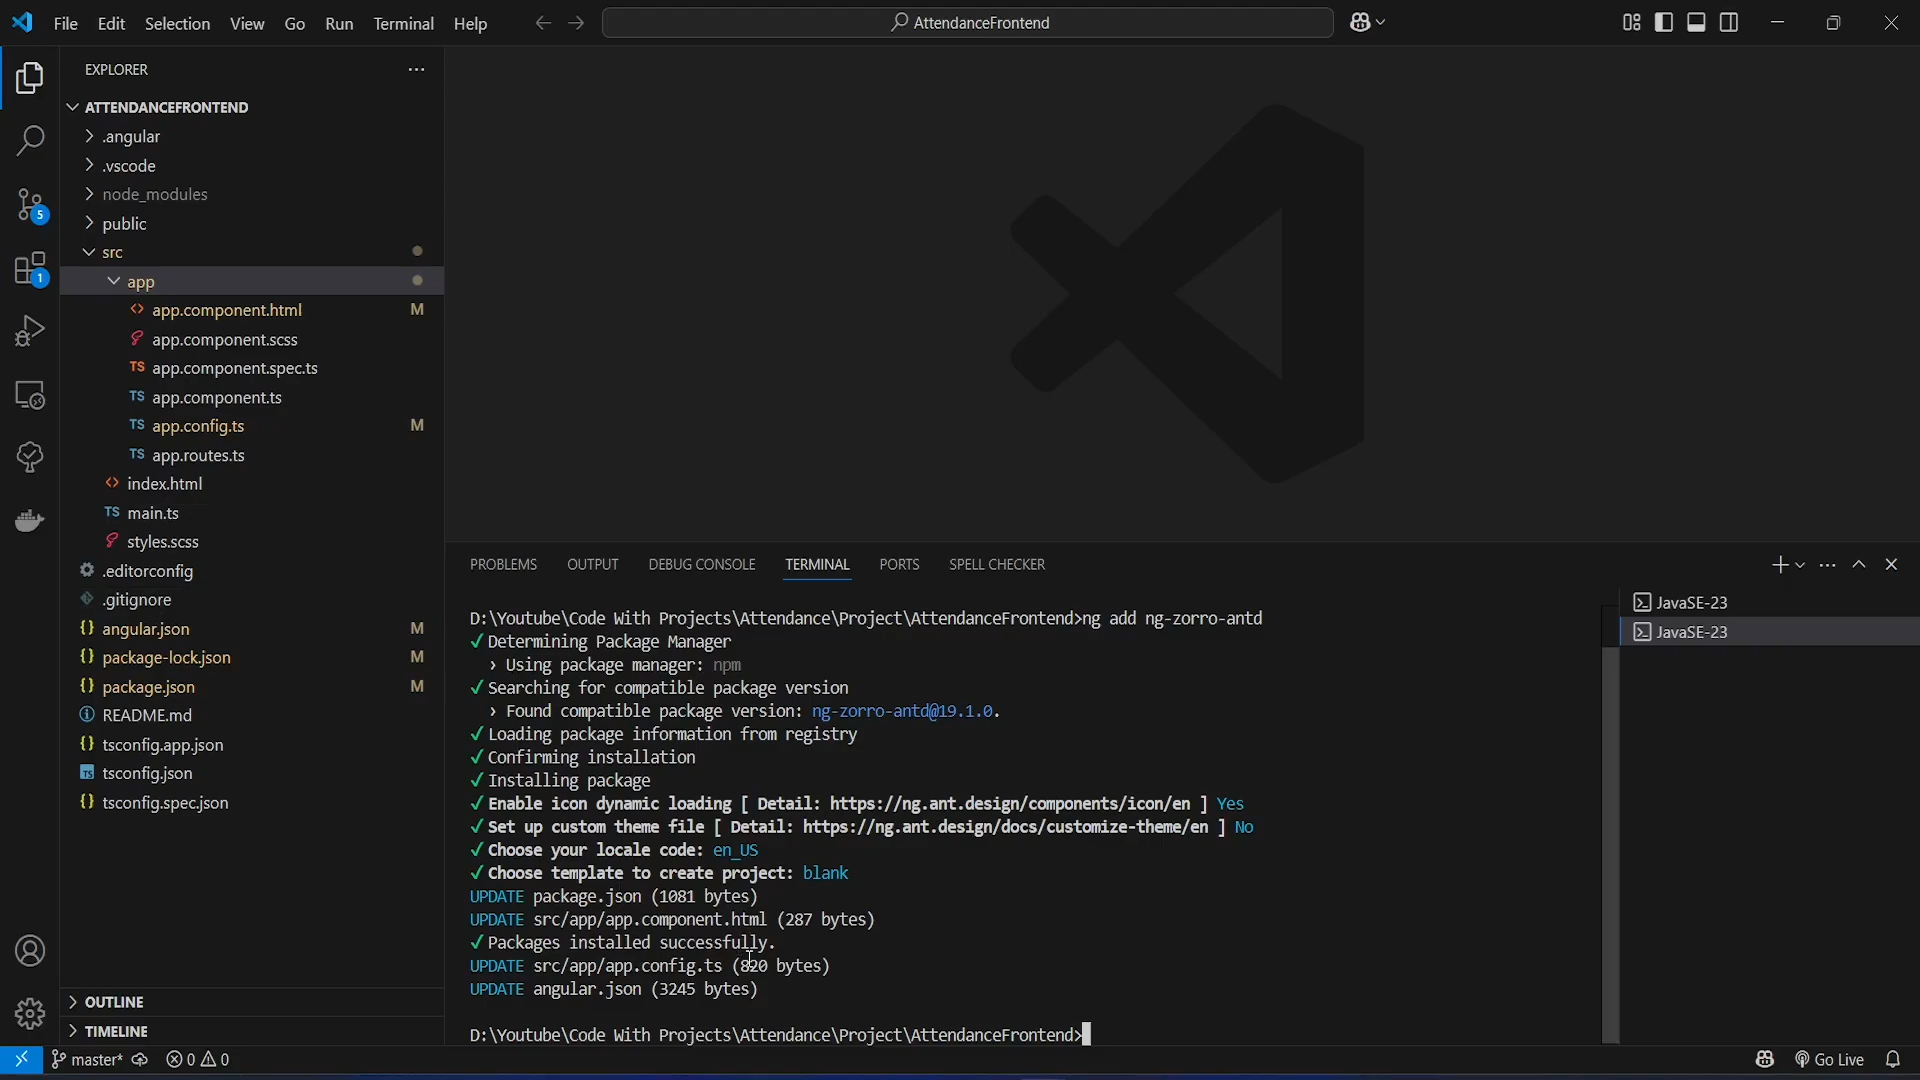 File Edit Selection View Go Run Terminal Help
AttendanceFrontend
EXPLORER
ATTENDANCEFRONTEND
.angular
.vscode
node_modules
public
src
app
app.component.html M
app.component.scss
TS app.component.spec.ts
TS app.component.ts
TS app.config.ts M
TS app.routes.ts
index.html
TS main.ts
styles.scss
.editorconfig
.gitignore
{} angular.json M
{} package-lock.json M
{} package.json M
README.md
{} tsconfig.app.json
TS tsconfig.json
{} tsconfig.spec.json
OUTLINE
TIMELINE
5
1
PROBLEMS OUTPUT DEBUG CONSOLE TERMINAL PORTS SPELL CHECKER
D:\Youtube\Code With Projects\Attendance\Project\AttendanceFrontend>ng add ng-zorro-antd
✓ Determining Package Manager
› Using package manager: npm
✓ Searching for compatible package version
› Found compatible package version: ng-zorro-antd@19.1.0.
✓ Loading package information from registry
✓ Confirming installation
✓ Installing package
✓ Enable icon dynamic loading [ Detail: https://ng.ant.design/components/icon/en ] Yes
✓ Set up custom theme file [ Detail: https://ng.ant.design/docs/customize-theme/en ] No
✓ Choose your locale code: en_US
✓ Choose template to create project: blank
UPDATE package.json (1081 bytes)
UPDATE src/app/app.component.html (287 bytes)
✓ Packages installed successfully.
UPDATE src/app/app.config.ts (820 bytes)
UPDATE angular.json (3245 bytes)
D:\Youtube\Code With Projects\Attendance\Project\AttendanceFrontend>
JavaSE-23
JavaSE-23
master* 0 0
Go Live